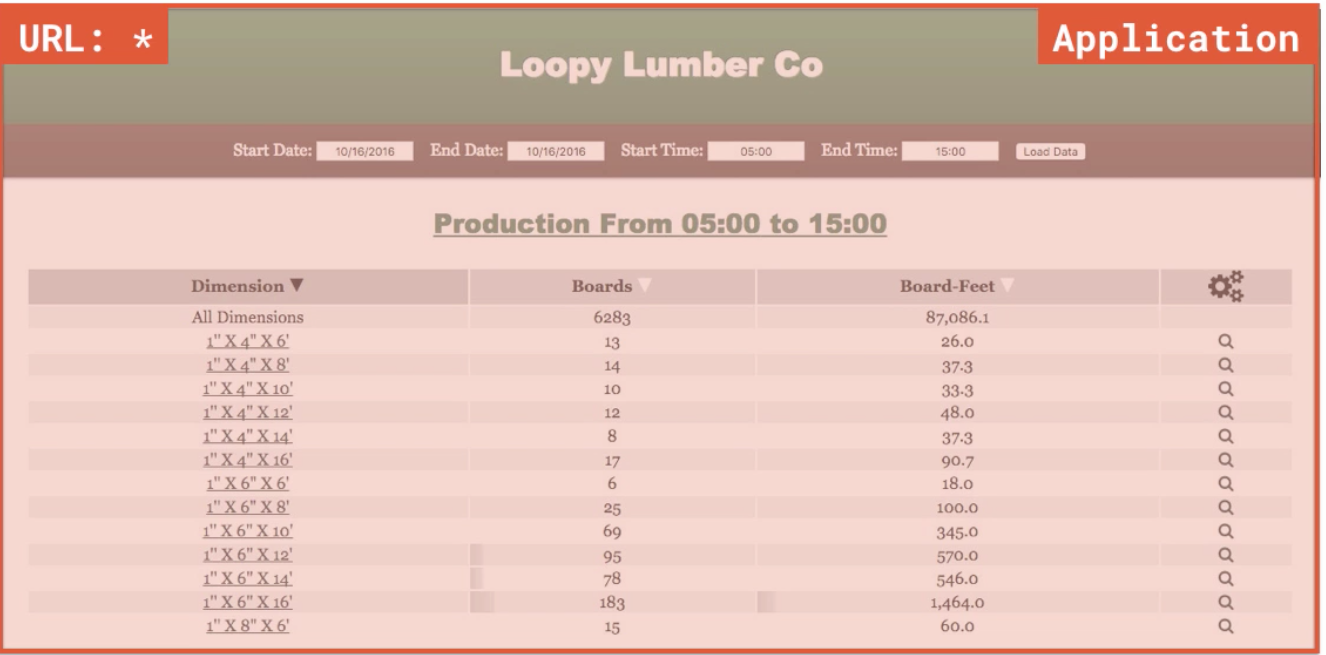 URL: *
Application
Loopy Lumber Co
Start Date: 10/16/2016 End Date: 10/16/2016 Start Time: 05:00 End Time: 15:00 Load Data
Production From 05:00 to 15:00
Dimension ▼ Boards ▼ Board-Feet ▼
All Dimensions 6283 87,086.1
1" X 4" X 6' 13 26.0
1" X 4" X 8' 14 37.3
1" X 4" X 10' 10 33.3
1" X 4" X 12' 12 48.0
1" X 4" X 14' 8 37.3
1" X 4" X 16' 17 90.7
1" X 6" X 6' 6 18.0
1" X 6" X 8' 25 100.0
1" X 6" X 10' 69 345.0
1" X 6" X 12' 95 570.0
1" X 6" X 14' 78 546.0
1" X 6" X 16' 183 1,464.0
1" X 8" X 6' 15 60.0